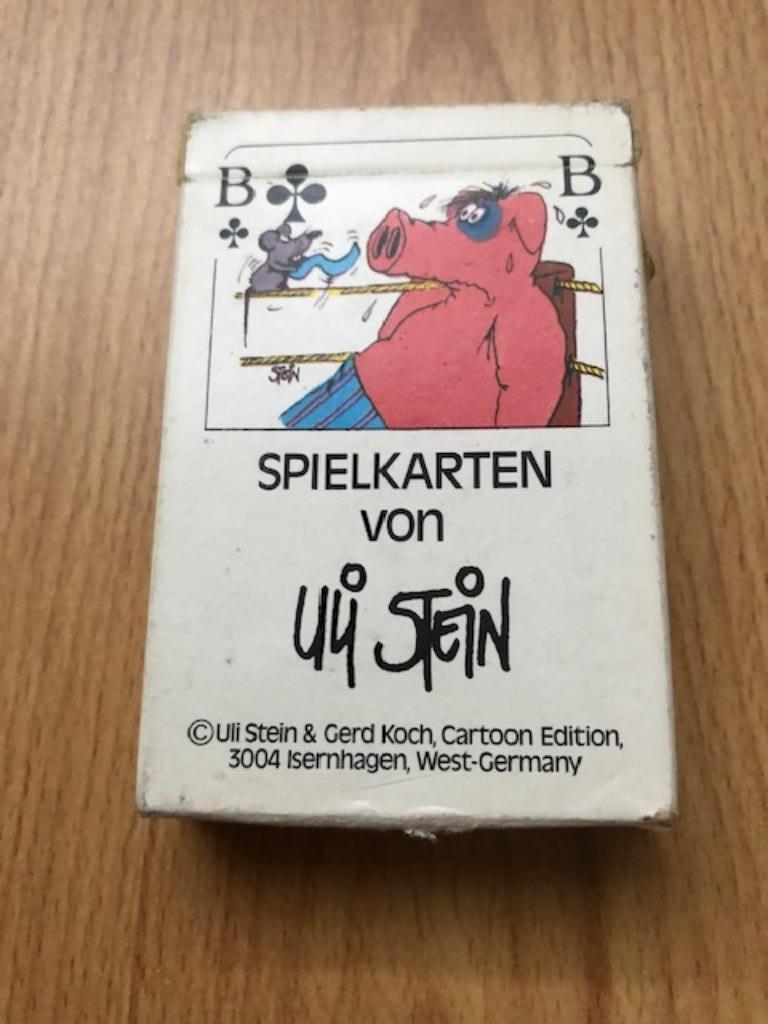 B B
STEIN
SPIELKARTEN
von
Uli STEiN
©Uli Stein & Gerd Koch, Cartoon Edition,
3004 Isernhagen, West-Germany